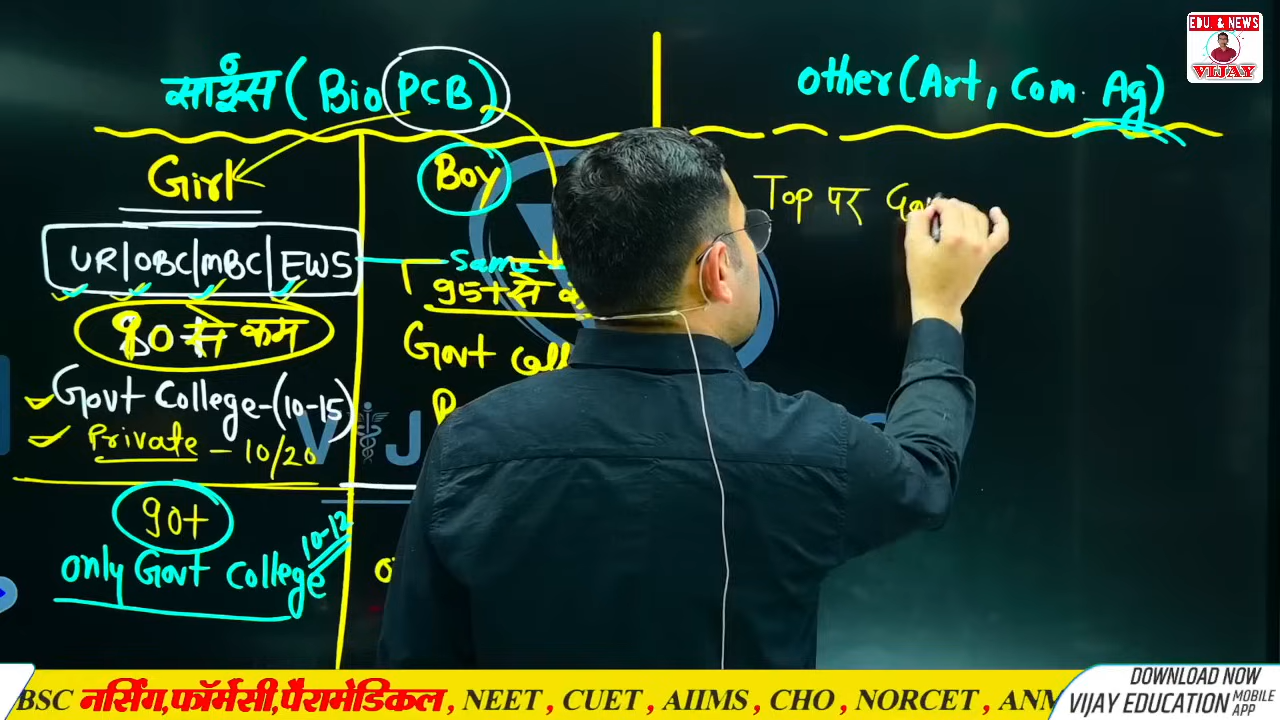 EDU. & NEWS
VIJAY
साइंस (Bio PCB)
other (Art, Com. Ag)
Girl
Boy
Top पर
UR|OBC|MBC|EWS
Same
95+ से
90 से कम
Govt
Govt College-(10-15)
Private - 10/20
90+
10-12
only Govt College
BSC नर्सिंग,फॉर्मेसी,पैरामेडिकल , NEET , CUET , AIIMS , CHO , NORCET , ANM
DOWNLOAD NOW
VIJAY EDUCATION MOBILE APP